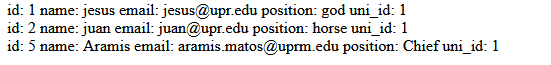 id: 1 name: jesus email: jesus@upr.edu position: god uni_id: 1
id: 2 name: juan email: juan@upr.edu position: horse uni_id: 1
id: 5 name: Aramis email: aramis.matos@uprm.edu position: Chief uni_id: 1